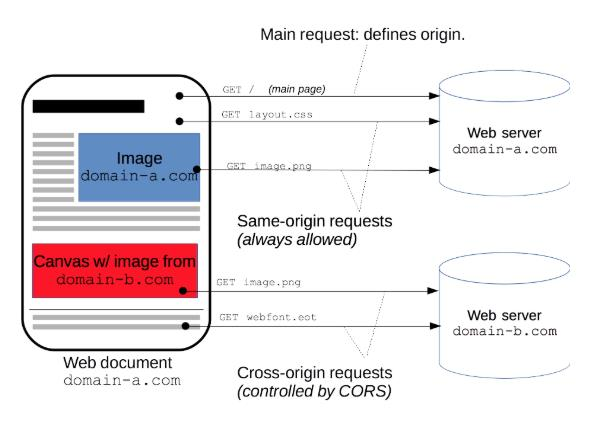 Main request: defines origin.
GET / (main page)
GET layout.css
Web server
domain-a.com
Image
domain-a.com
GET image.png
Same-origin requests
(always allowed)
Canvas w/ image from
domain-b.com
GET image.png
GET webfont.eot
Web server
domain-b.com
Web document
domain-a.com
Cross-origin requests
(controlled by CORS)